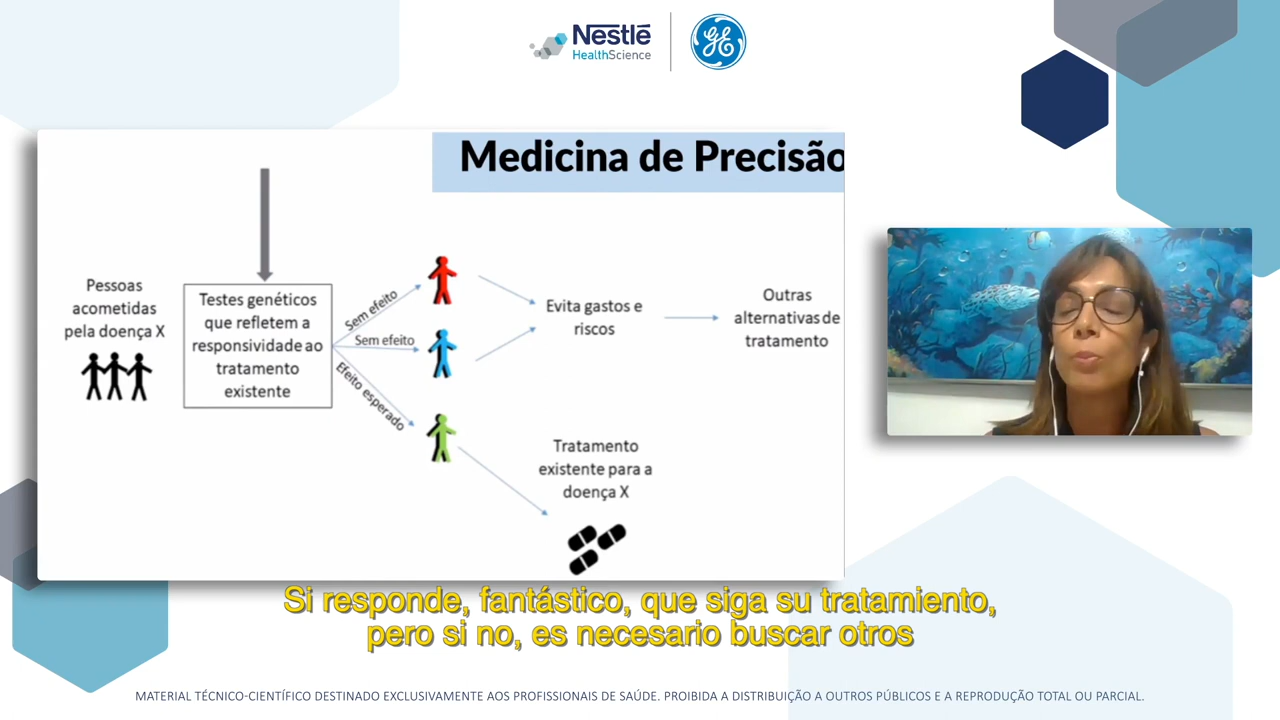 Nestlé
HealthScience
GE
Medicina de Precisão
Pessoas
acometidas
pela doença X
Testes genéticos
que refletem a
responsividade ao
tratamento
existente
Sem efeito
Sem efeito
Efeito esperado
Evita gastos e
riscos
Outras
alternativas de
tratamento
Tratamento
existente para a
doença X
Si responde, fantástico, que siga su tratamiento,
pero si no, es necesario buscar otros
MATERIAL TÉCNICO-CIENTÍFICO DESTINADO EXCLUSIVAMENTE AOS PROFISSIONAIS DE SAÚDE. PROIBIDA A DISTRIBUIÇÃO A OUTROS PÚBLICOS E A REPRODUÇÃO TOTAL OU PARCIAL.